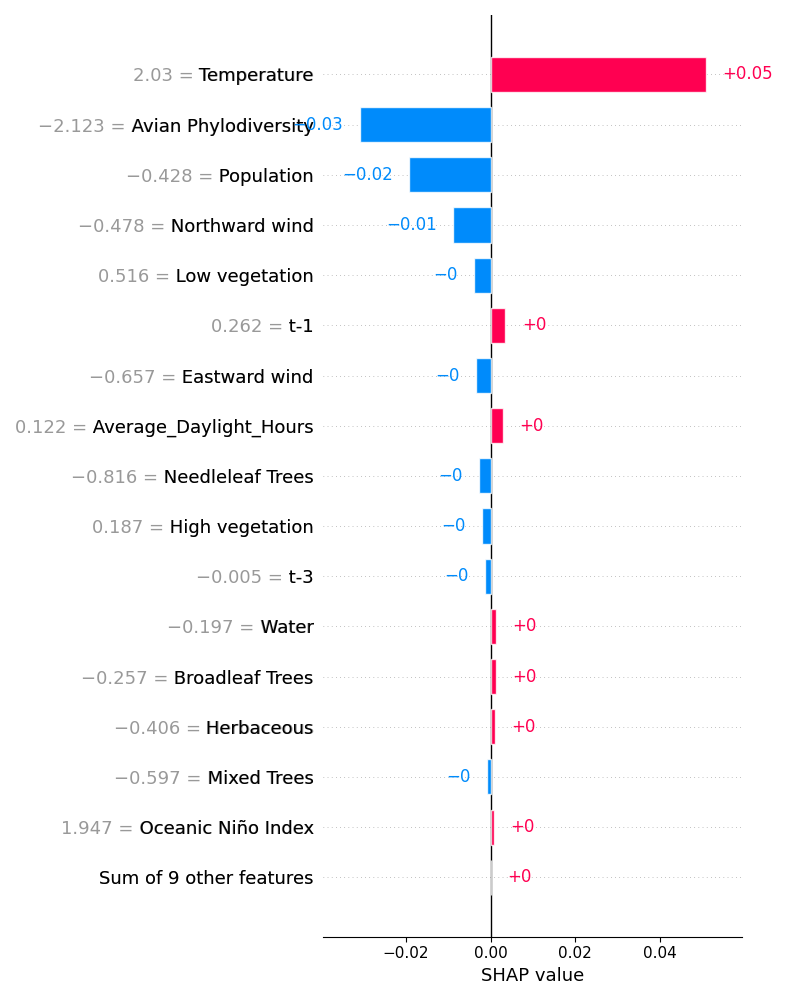 2.03 = Temperature +0.05
−2.123 = Avian Phylodiversity −0.03
−0.428 = Population −0.02
−0.478 = Northward wind −0.01
0.516 = Low vegetation −0
0.262 = t-1 +0
−0.657 = Eastward wind −0
0.122 = Average_Daylight_Hours +0
−0.816 = Needleleaf Trees −0
0.187 = High vegetation −0
−0.005 = t-3 −0
−0.197 = Water +0
−0.257 = Broadleaf Trees +0
−0.406 = Herbaceous +0
−0.597 = Mixed Trees −0
1.947 = Oceanic Niño Index +0
Sum of 9 other features +0
−0.02 0.00 0.02 0.04
SHAP value